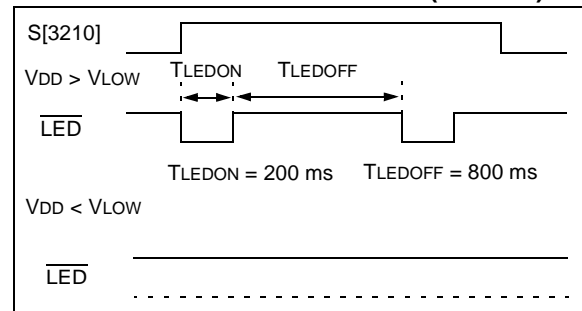 S[3210]
VDD > VLOW
TLEDON
TLEDOFF
LED
TLEDON = 200 ms
TLEDOFF = 800 ms
VDD < VLOW
LED